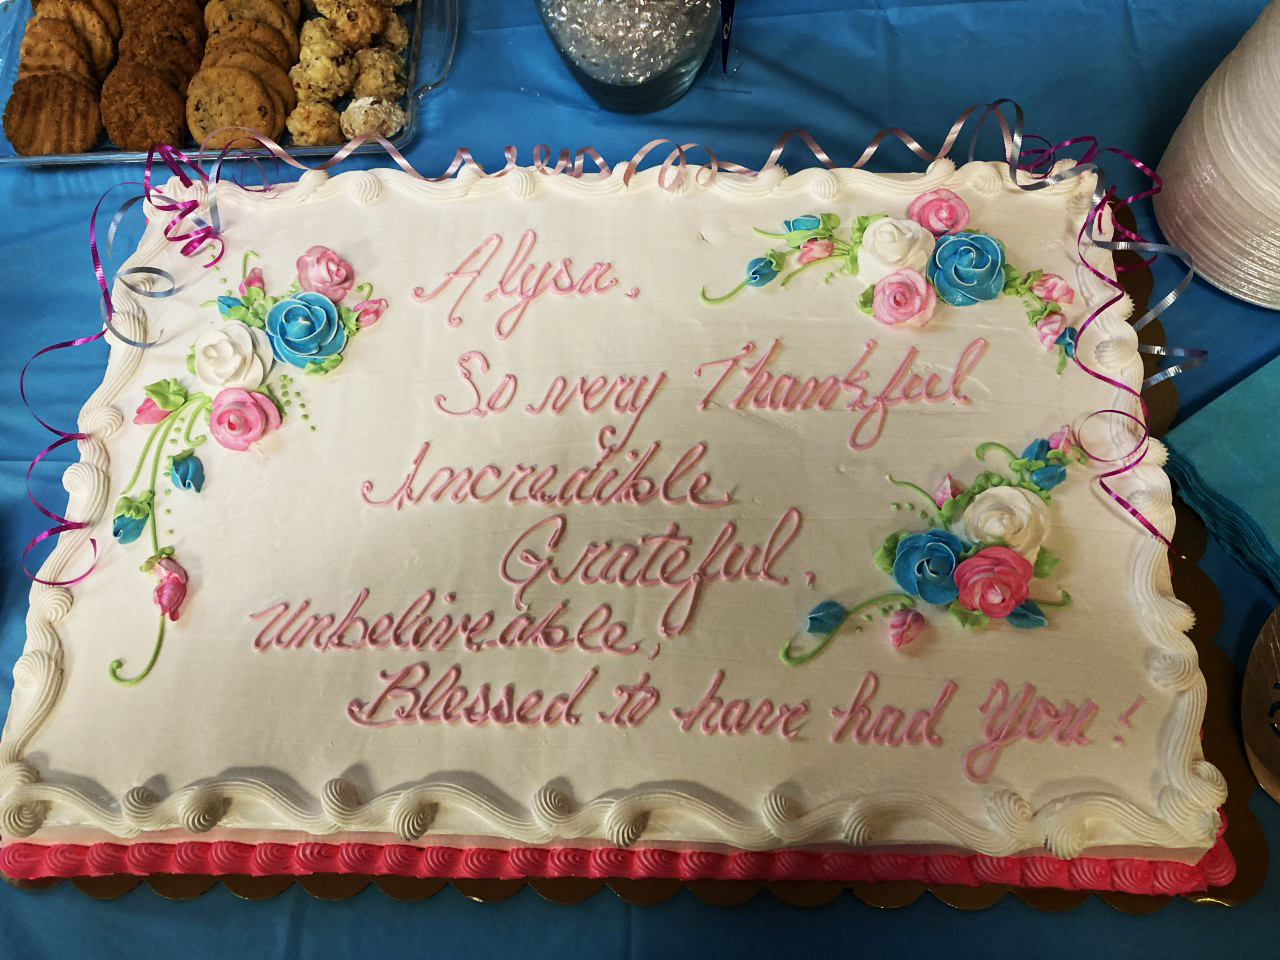 Alysa.
So very Thankful
Incredible
Grateful,
Unbeliveable,
Blessed to have had You!